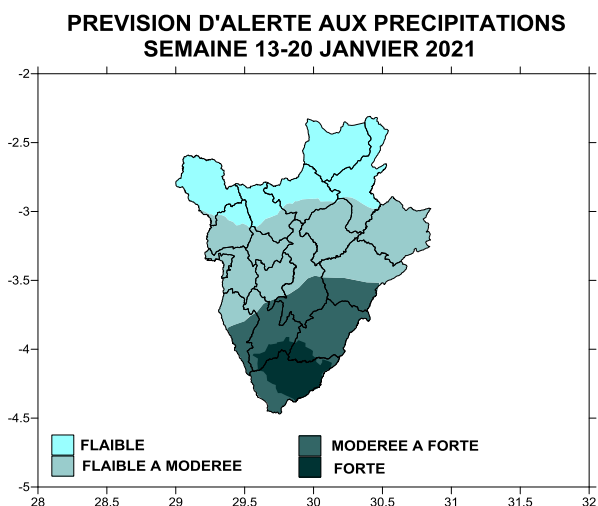 PREVISION D'ALERTE AUX PRECIPITATIONS
SEMAINE 13-20 JANVIER 2021
-2
-2.5
-3
-3.5
-4
-4.5
-5
FLAIBLE
FLAIBLE A MODEREE
MODEREE A FORTE
FORTE
28 28.5 29 29.5 30 30.5 31 31.5 32